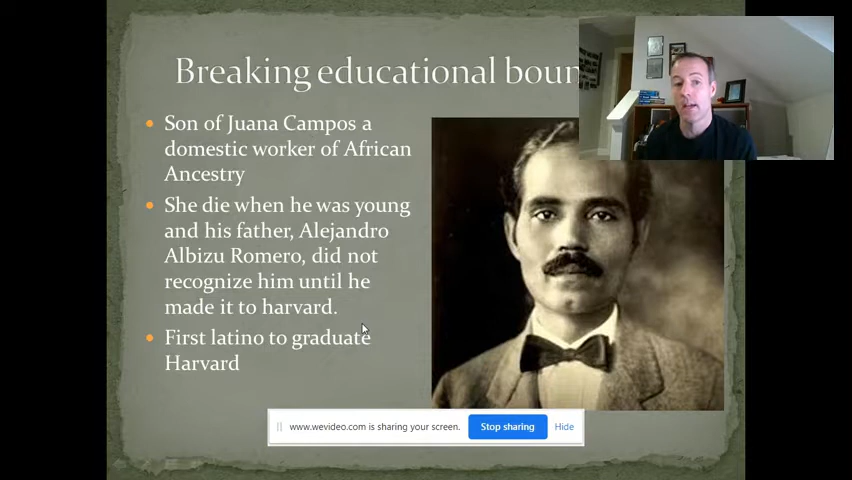 Breaking educational boun
Son of Juana Campos a
domestic worker of African
Ancestry
She die when he was young
and his father, Alejandro
Albizu Romero, did not
recognize him until he
made it to harvard.
First latino to graduate
Harvard
www.wevideo.com is sharing your screen.
Stop sharing
Hide